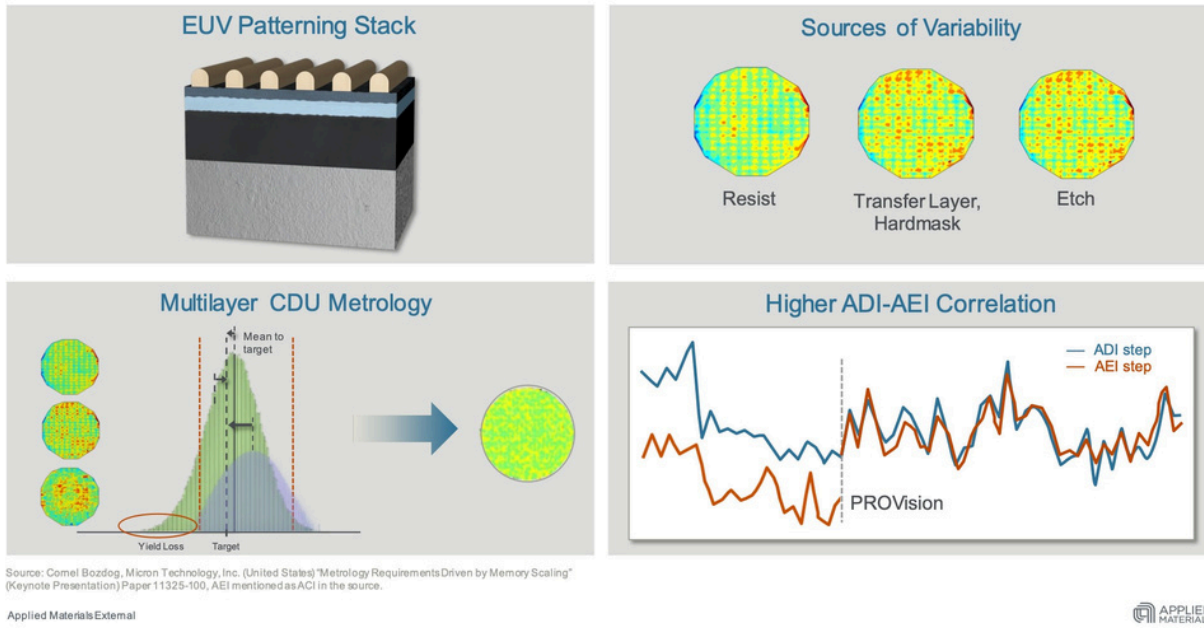 EUV Patterning Stack
Sources of Variability
Resist
Transfer Layer,
Hardmask
Etch
Multilayer CDU Metrology
Mean to
target
Yield Loss
Target
Higher ADI-AEI Correlation
ADI step
AEI step
PROVision
Source: Cornel Bozdog, Micron Technology, Inc. (United States) "Metrology Requirements Driven by Memory Scaling"
(Keynote Presentation) Paper 11325-100, AEI mentioned as ACI in the source.
Applied Materials External
APPLIED
MATERIALS